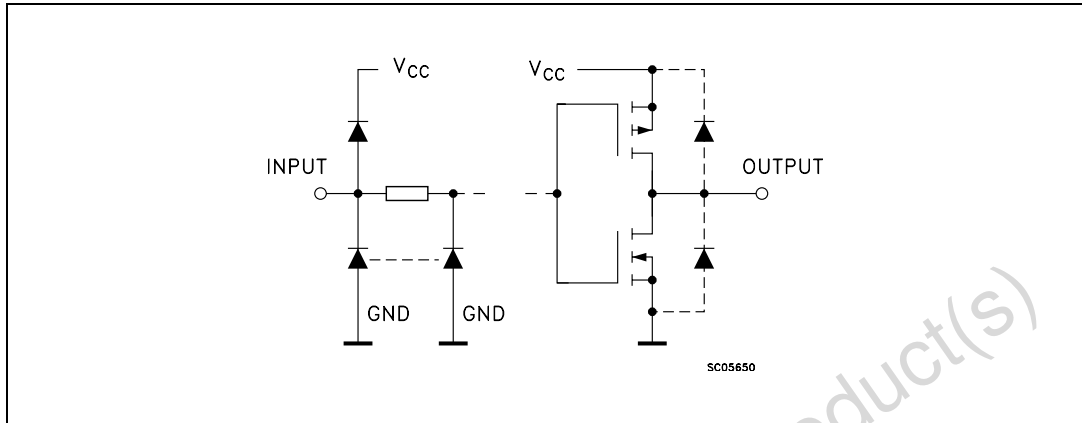 VCC
VCC
INPUT
OUTPUT
GND
GND
SC05650